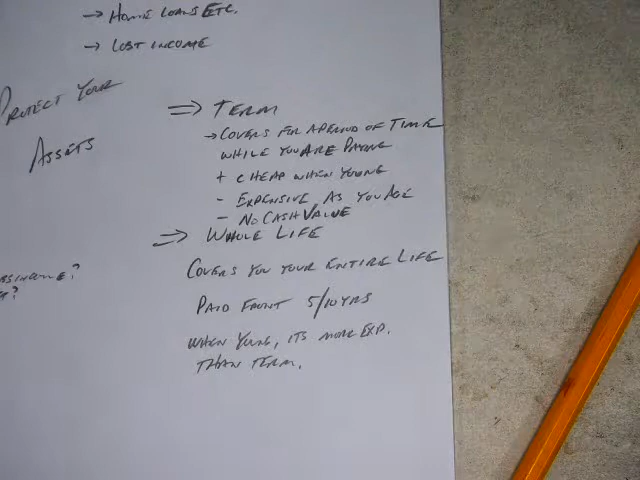 → HOME LOANS ETC.
→ LOST INCOME
PROTECT YOUR
ASSETS
⇒ TERM
→ COVERS FOR A PERIOD OF TIME
WHILE YOU ARE PAYING
+ CHEAP WHEN YOUNG
- EXPENSIVE AS YOU AGE
- NO CASH VALUE
⇒ WHOLE LIFE
COVERS YOU YOUR ENTIRE LIFE
PAID FRONT 5/10 YRS
WHEN YOUNG, ITS MORE EXP.
THAN TERM.